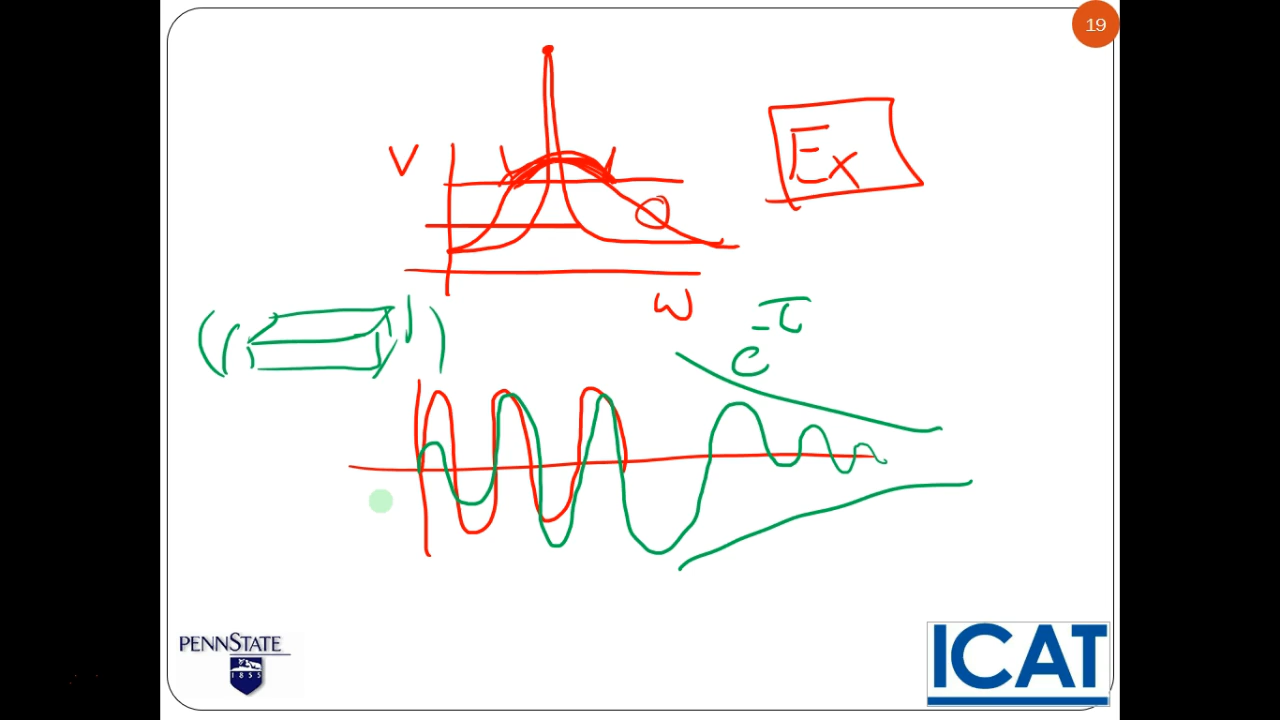 19
V
Ex
ω
e^-τ
PENNSTATE
1855
ICAT